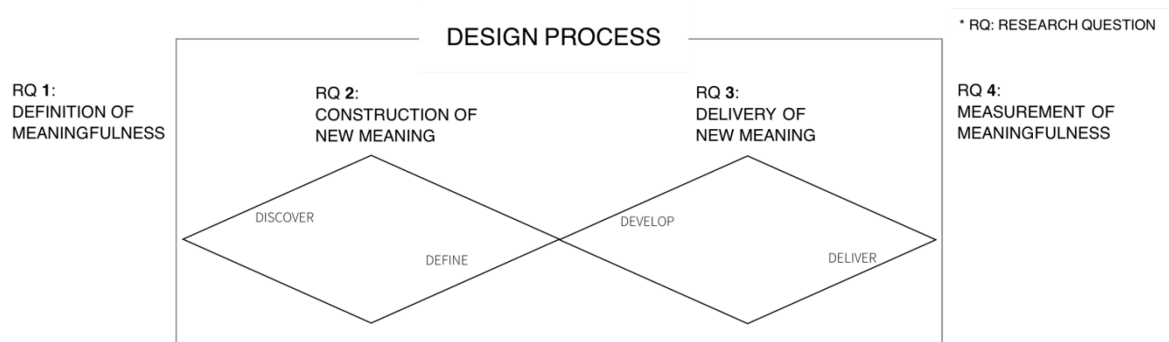 DESIGN PROCESS
* RQ: RESEARCH QUESTION
RQ 1:
DEFINITION OF
MEANINGFULNESS
RQ 2:
CONSTRUCTION OF
NEW MEANING
RQ 3:
DELIVERY OF
NEW MEANING
RQ 4:
MEASUREMENT OF
MEANINGFULNESS
DISCOVER
DEFINE
DEVELOP
DELIVER